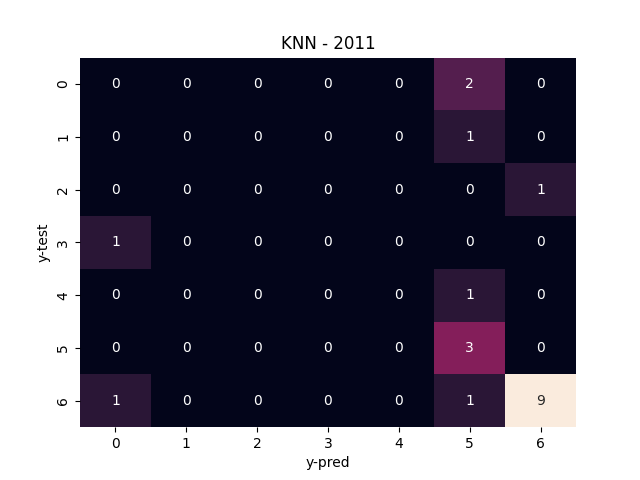 KNN - 2011
0 0 0 0 0 0 2 0
1 0 0 0 0 0 1 0
2 0 0 0 0 0 0 1
3 1 0 0 0 0 0 0
4 0 0 0 0 0 1 0
5 0 0 0 0 0 3 0
6 1 0 0 0 0 1 9
y-test
0 1 2 3 4 5 6
y-pred